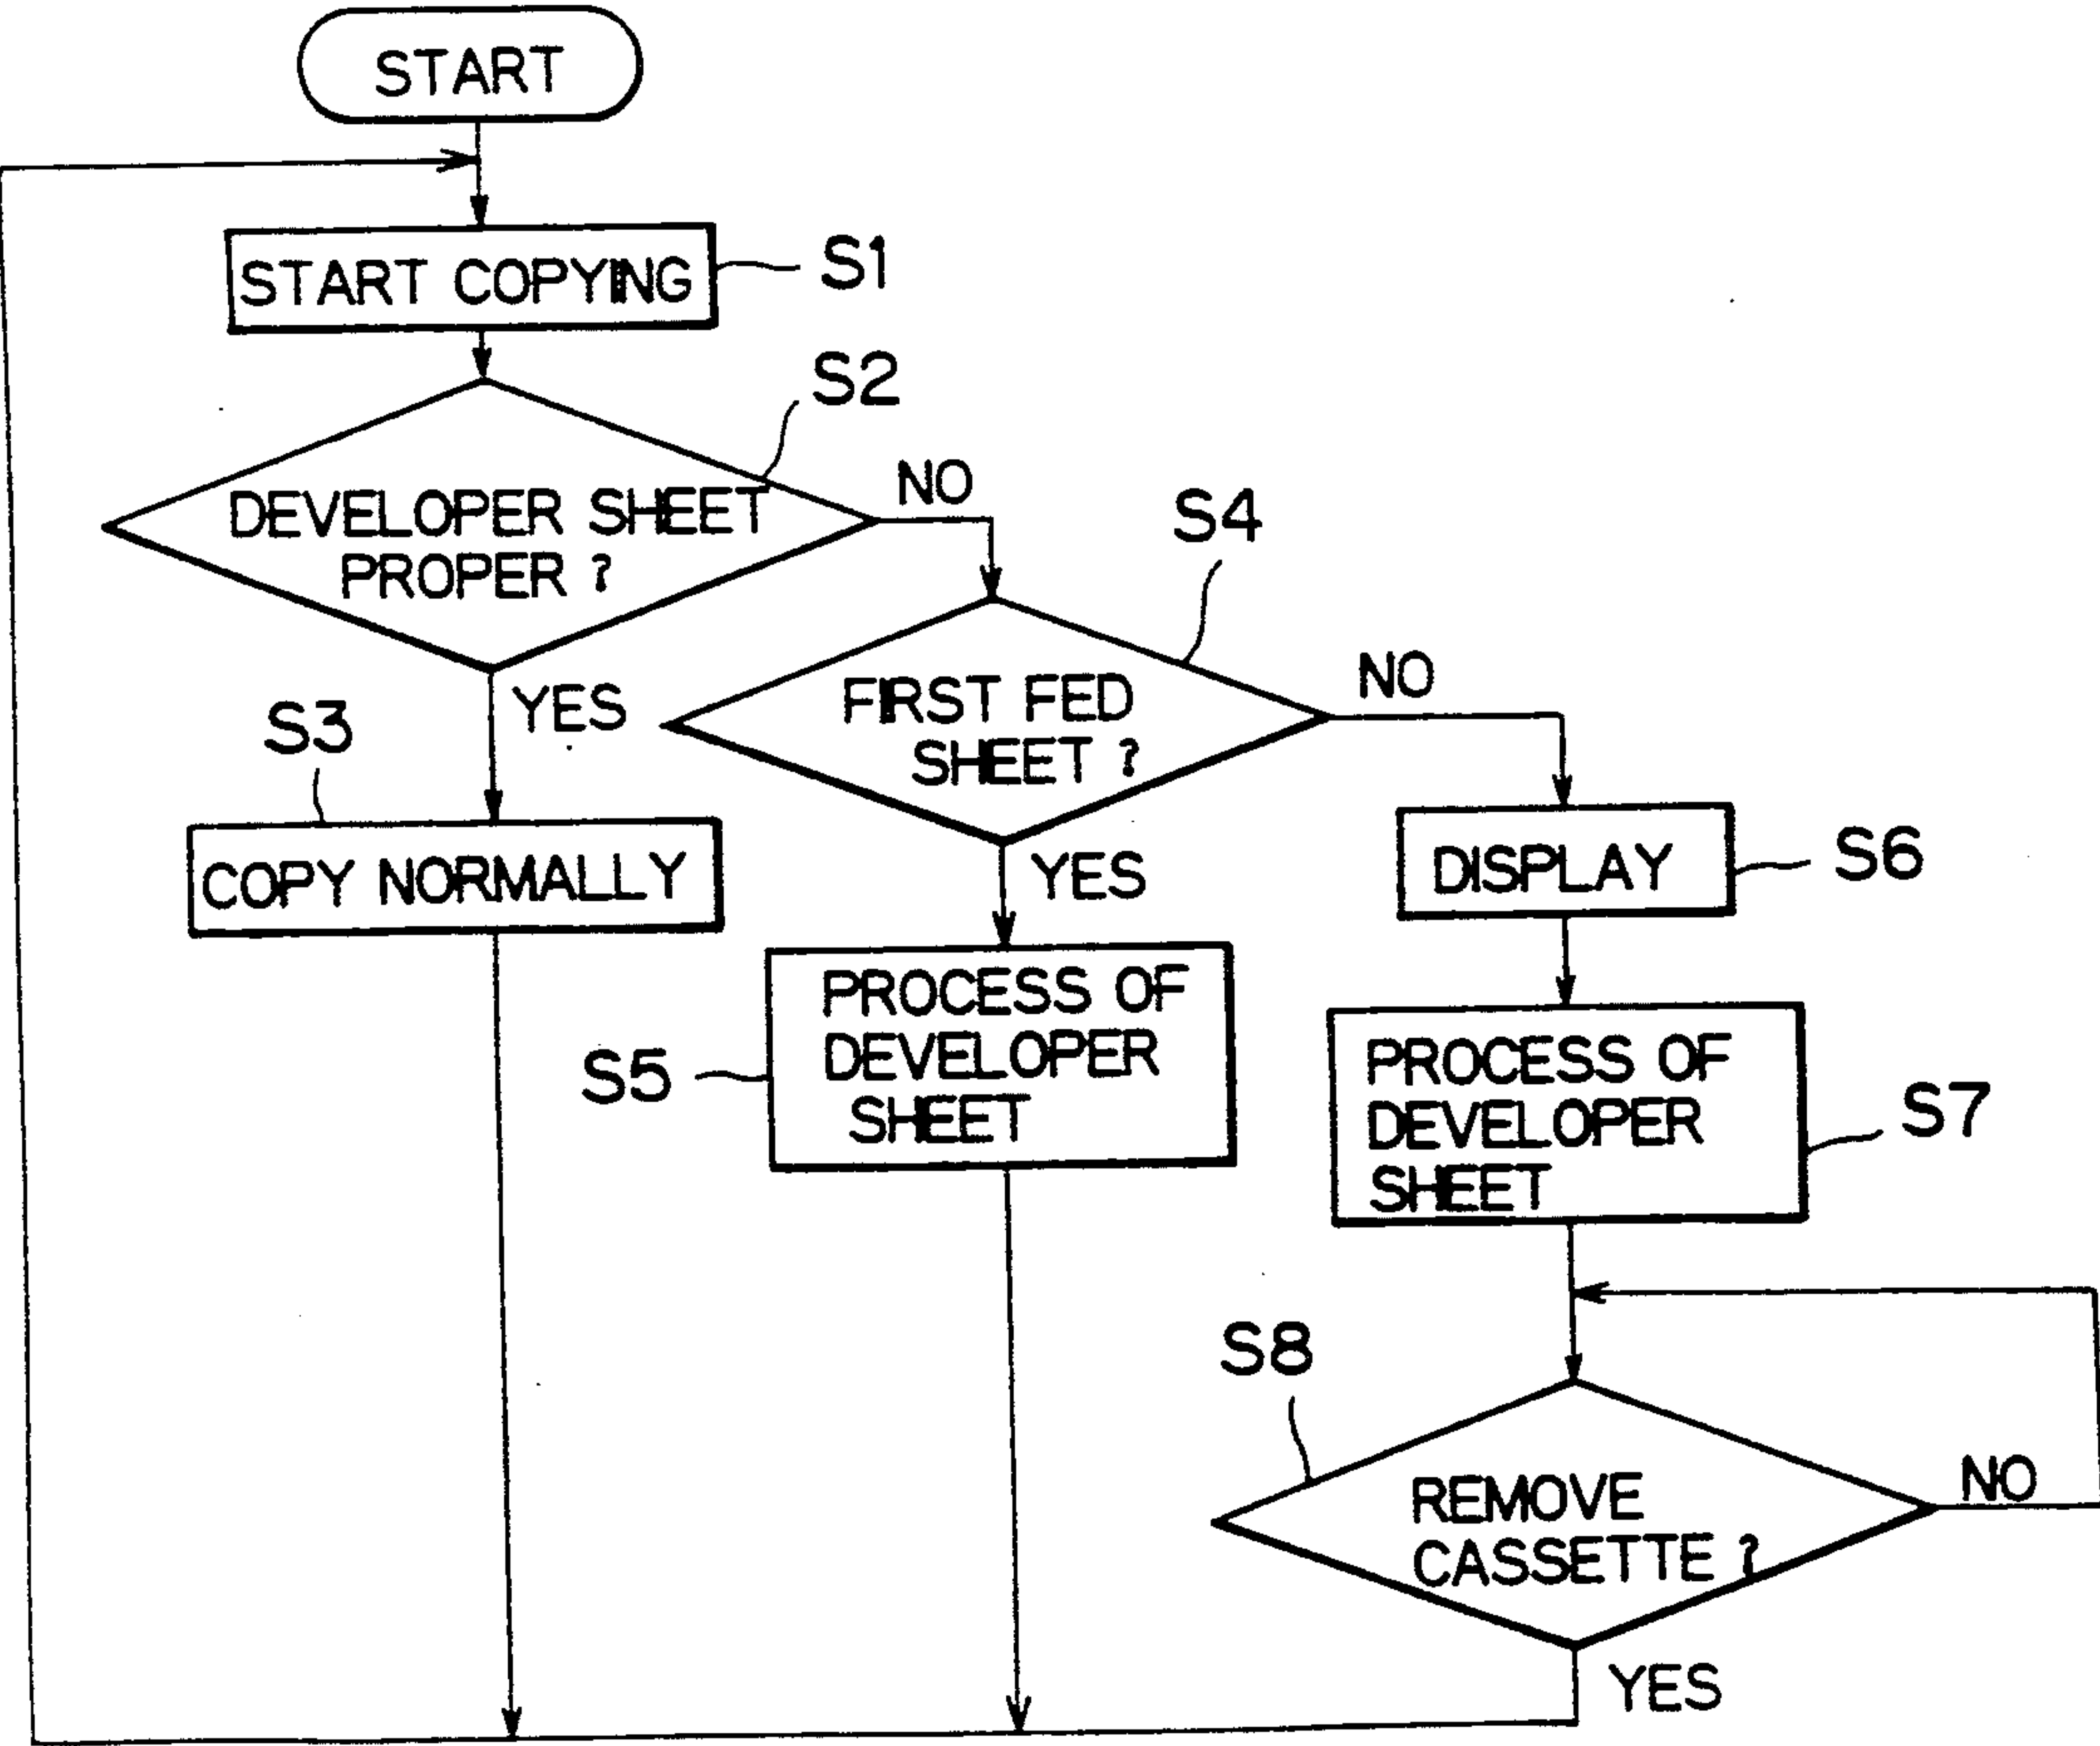 START
START COPYING
S1
S2
DEVELOPER SHEET
PROPER ?
NO
YES
S3
COPY NORMALLY
S4
FIRST FED
SHEET ?
NO
YES
S5
PROCESS OF
DEVELOPER
SHEET
DISPLAY
S6
PROCESS OF
DEVELOPER
SHEET
S7
S8
REMOVE
CASSETTE ?
NO
YES